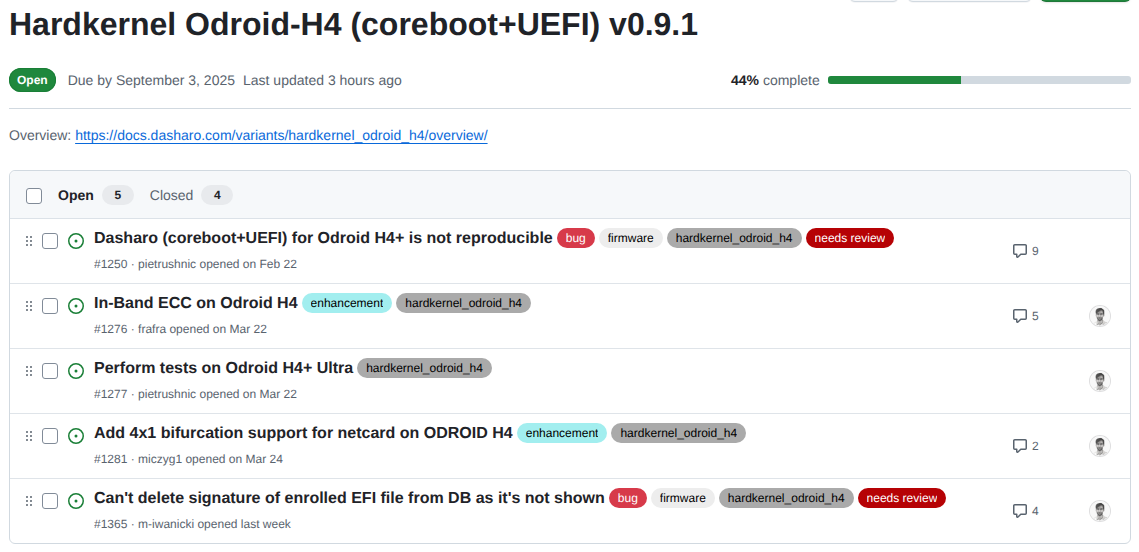 Hardkernel Odroid-H4 (coreboot+UEFI) v0.9.1
Open Due by September 3, 2025 Last updated 3 hours ago 44% complete
Overview: https://docs.dasharo.com/variants/hardkernel_odroid_h4/overview/
Open 5 Closed 4
Dasharo (coreboot+UEFI) for Odroid H4+ is not reproducible bug firmware hardkernel_odroid_h4 needs review
#1250 · pietrushnic opened on Feb 22 9
In-Band ECC on Odroid H4 enhancement hardkernel_odroid_h4
#1276 · frafra opened on Mar 22 5
Perform tests on Odroid H4+ Ultra hardkernel_odroid_h4
#1277 · pietrushnic opened on Mar 22
Add 4x1 bifurcation support for netcard on ODROID H4 enhancement hardkernel_odroid_h4
#1281 · miczyg1 opened on Mar 24 2
Can't delete signature of enrolled EFI file from DB as it's not shown bug firmware hardkernel_odroid_h4 needs review
#1365 · m-iwanicki opened last week 4